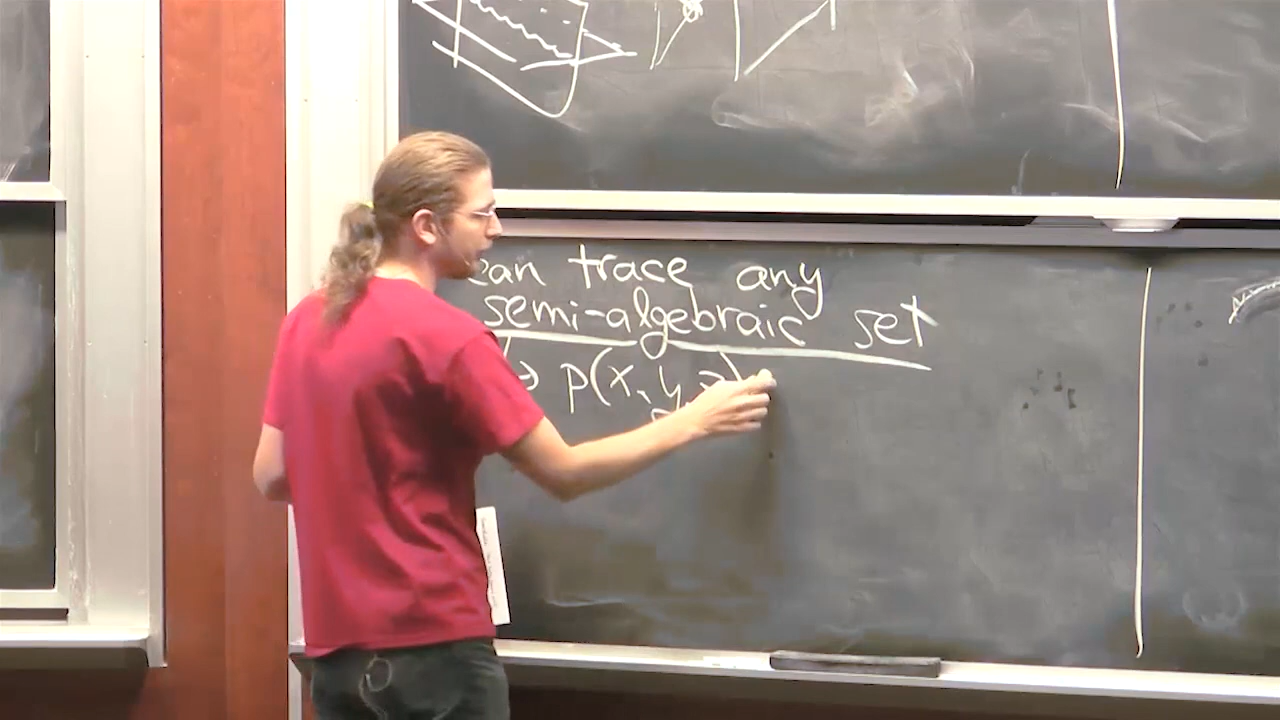 can trace any
semi-algebraic set
p(x, y, z)